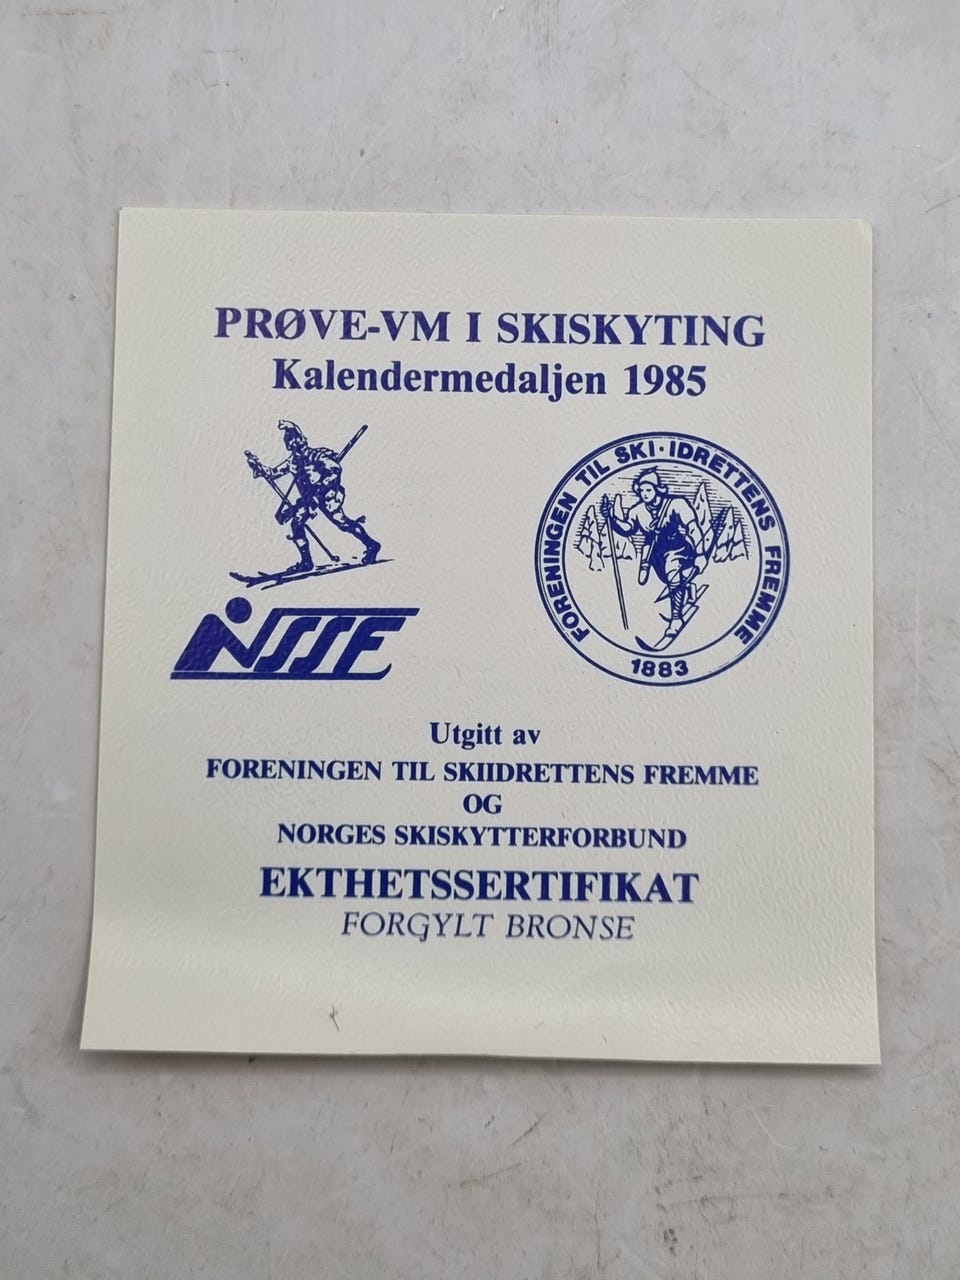 PRØVE-VM I SKISKYTING
Kalendermedaljen 1985
FORENINGEN TIL SKI·IDRETTENS FREMME
1883
NSSF
Utgitt av
FORENINGEN TIL SKIIDRETTENS FREMME
OG
NORGES SKISKYTTERFORBUND
EKTHETSSERTIFIKAT
FORGYLT BRONSE